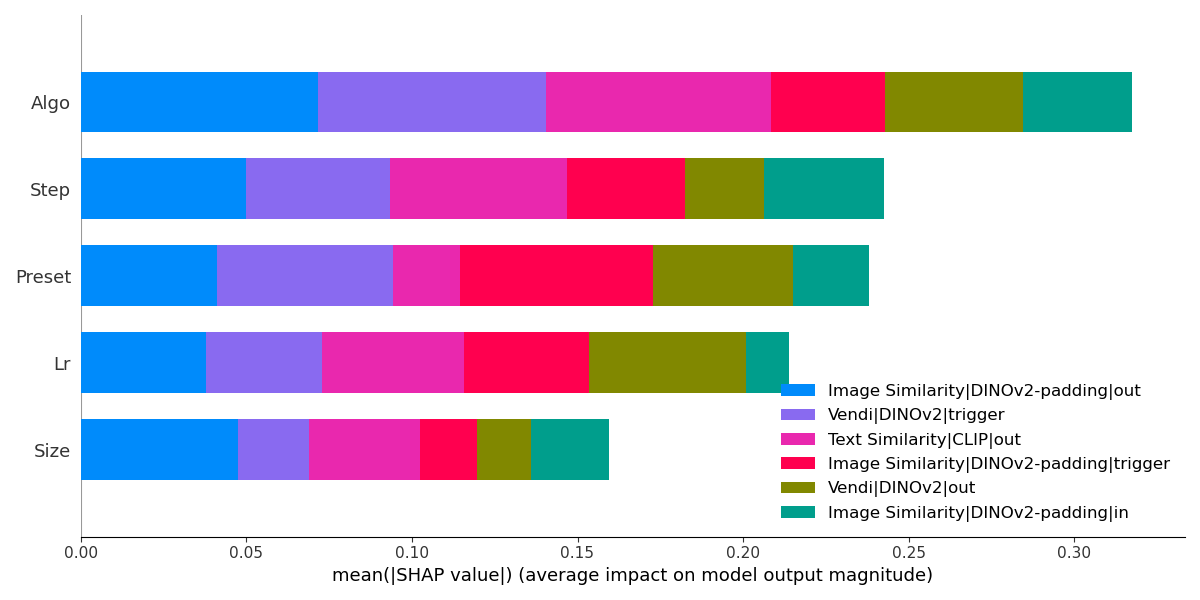 Algo
Step
Preset
Lr
Size
Image Similarity|DINOv2-padding|out
Vendi|DINOv2|trigger
Text Similarity|CLIP|out
Image Similarity|DINOv2-padding|trigger
Vendi|DINOv2|out
Image Similarity|DINOv2-padding|in
0.00 0.05 0.10 0.15 0.20 0.25 0.30
mean(|SHAP value|) (average impact on model output magnitude)